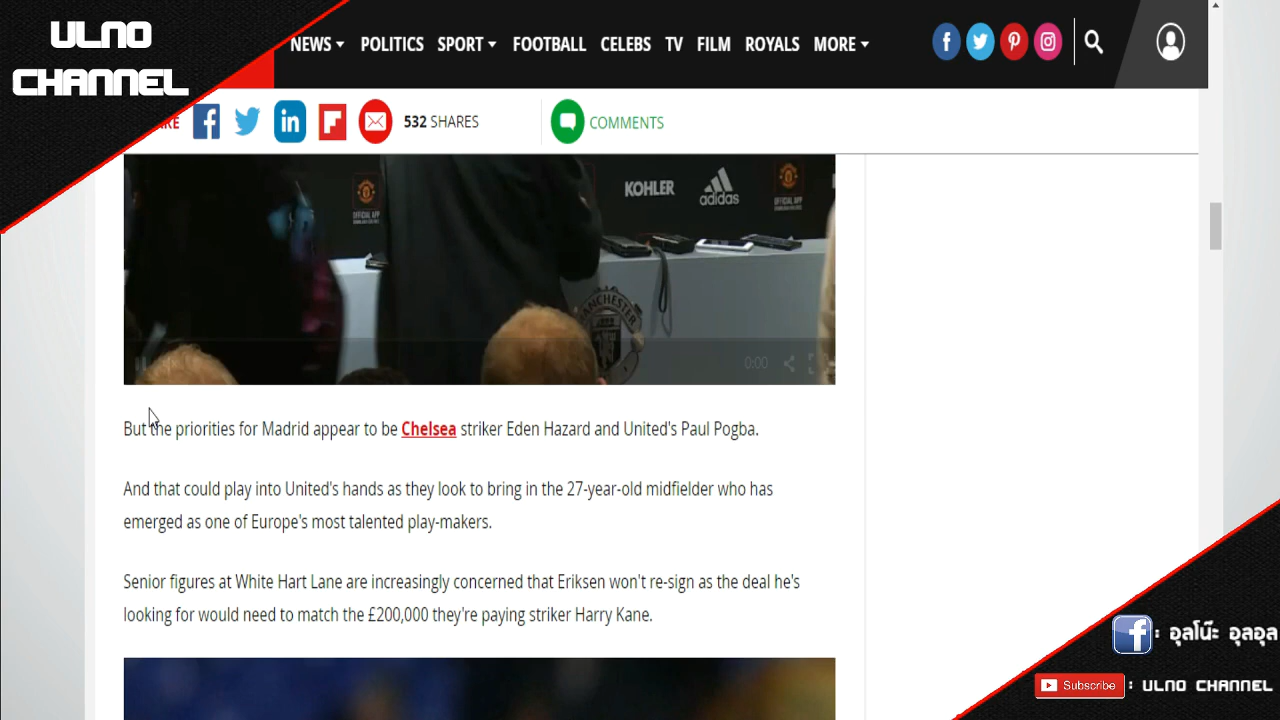 ULNO
CHANNEL
NEWS POLITICS SPORT FOOTBALL CELEBS TV FILM ROYALS MORE
532 SHARES
COMMENTS
KOHLER
adidas
OFFICIAL APP
OFFICIAL APP
MANCHESTER
0:00
But the priorities for Madrid appear to be Chelsea striker Eden Hazard and United's Paul Pogba.
And that could play into United's hands as they look to bring in the 27-year-old midfielder who has
emerged as one of Europe's most talented play-makers.
Senior figures at White Hart Lane are increasingly concerned that Eriksen won't re-sign as the deal he's
looking for would need to match the £200,000 they're paying striker Harry Kane.
: อุลโน๊ะ อุลอุล
Subscribe : ULNO CHANNEL